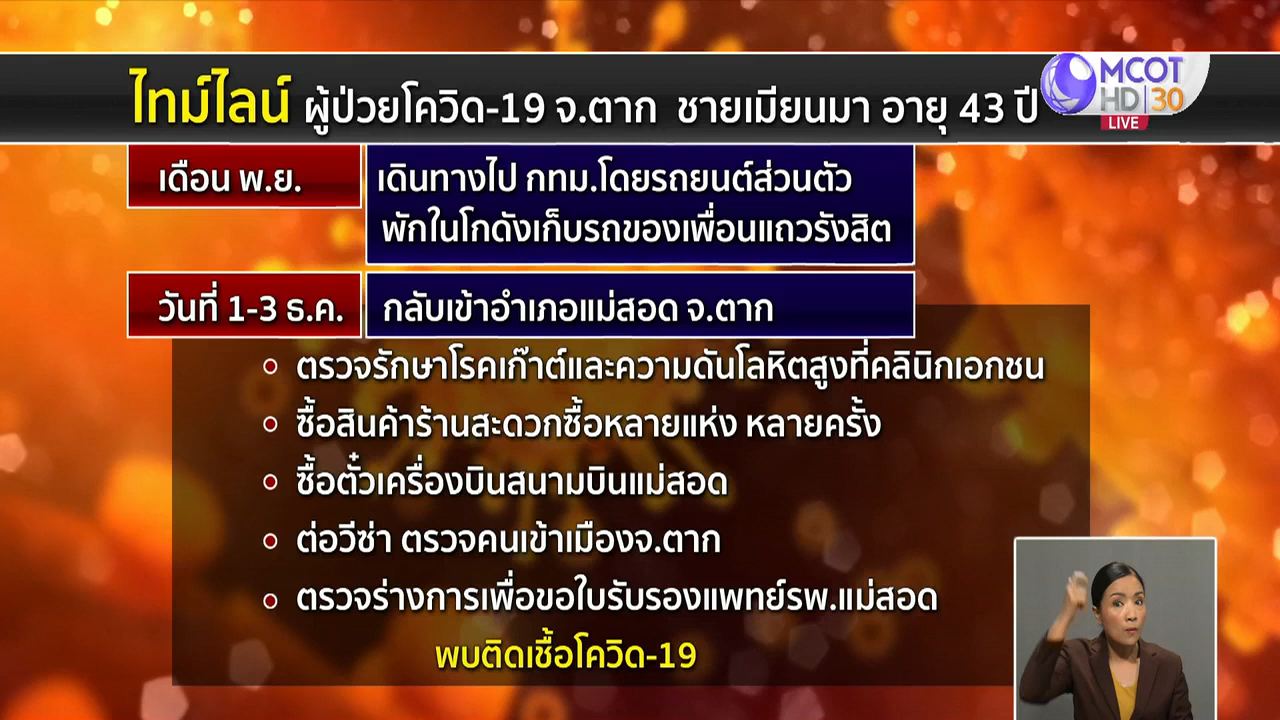 ไทม์ไลน์ ผู้ป่วยโควิด-19 จ.ตาก ชายเมียนมา อายุ 43 ปี
MCOT
HD 30
LIVE
เดือน พ.ย.
เดินทางไป กทม.โดยรถยนต์ส่วนตัว
พักในโกดังเก็บรถของเพื่อนแถวรังสิต
วันที่ 1-3 ธ.ค.
กลับเข้าอำเภอแม่สอด จ.ตาก
ตรวจรักษาโรคเก๊าต์และความดันโลหิตสูงที่คลินิกเอกชน
ซื้อสินค้าร้านสะดวกซื้อหลายแห่ง หลายครั้ง
ซื้อตั๋วเครื่องบินสนามบินแม่สอด
ต่อวีซ่า ตรวจคนเข้าเมืองจ.ตาก
ตรวจร่างการเพื่อขอใบรับรองแพทย์รพ.แม่สอด
พบติดเชื้อโควิด-19